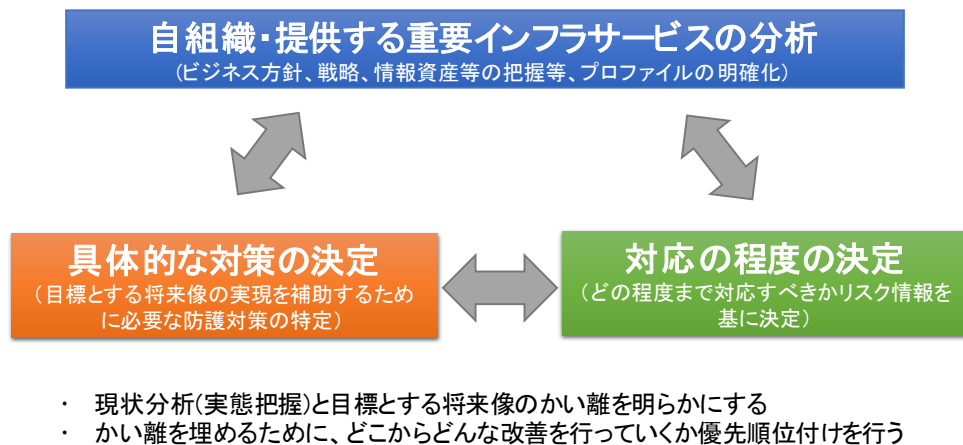 自組織・提供する重要インフラサービスの分析
(ビジネス方針、戦略、情報資産等の把握等、プロファイルの明確化)
具体的な対策の決定
(目標とする将来像の実現を補助するため
に必要な防護対策の特定)
対応の程度の決定
(どの程度まで対応すべきかリスク情報を
基に決定)
・ 現状分析(実態把握)と目標とする将来像のかい離を明らかにする
・ かい離を埋めるために、どこからどんな改善を行っていくか優先順位付けを行う